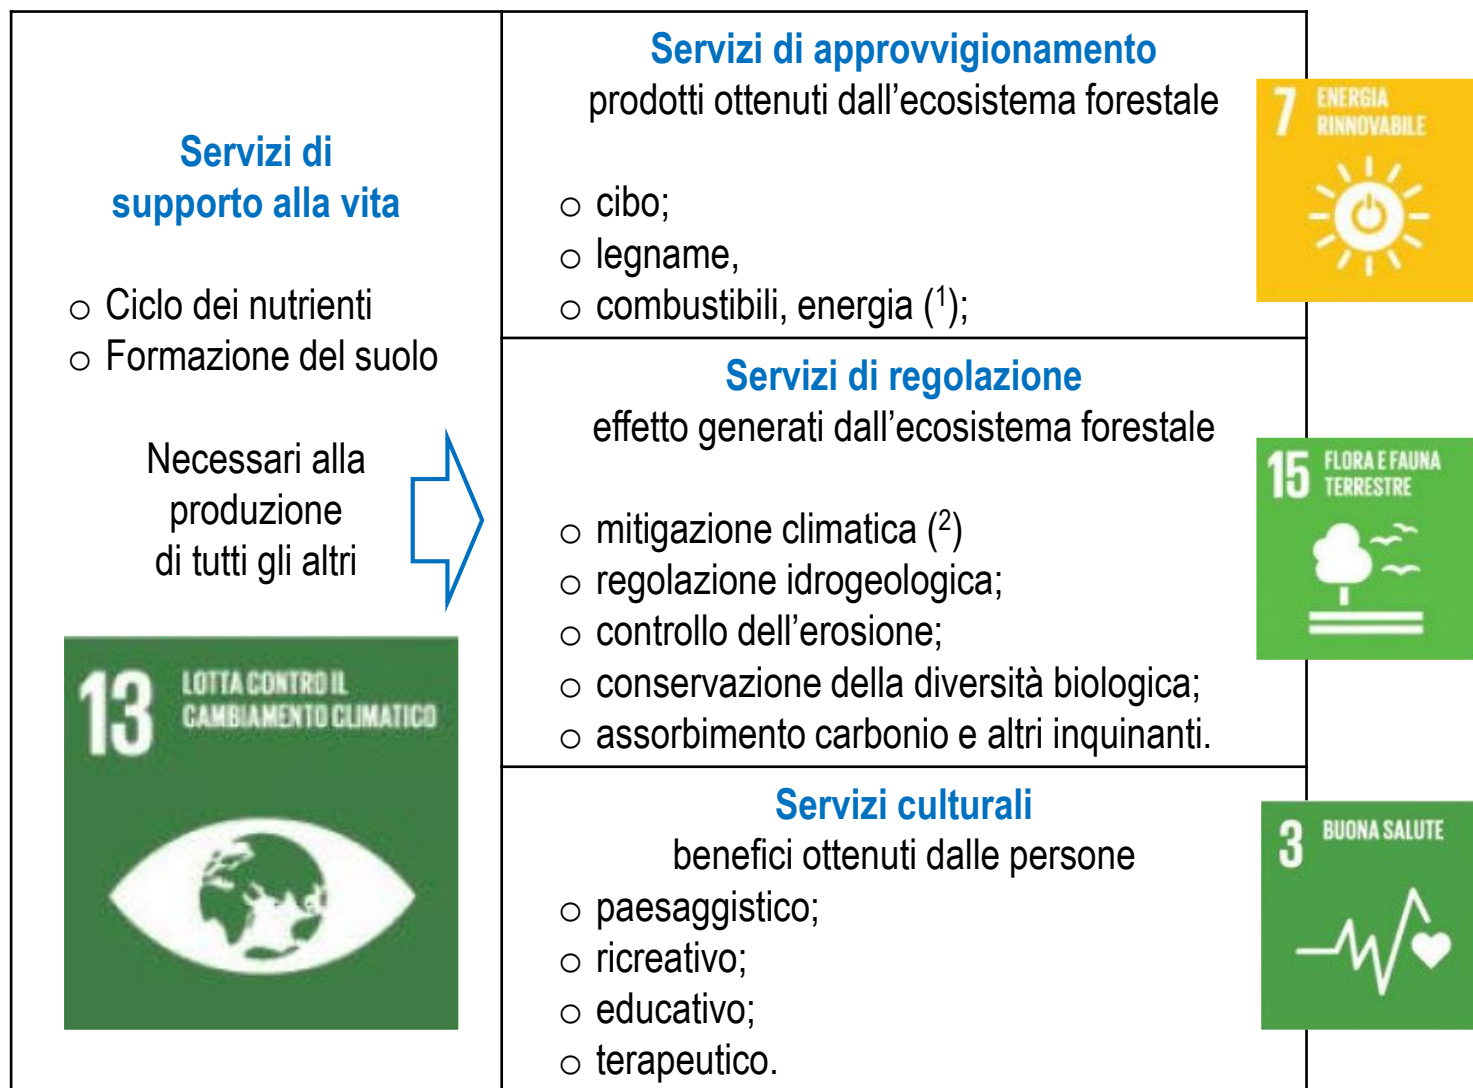 Servizi di
supporto alla vita
○ Ciclo dei nutrienti
○ Formazione del suolo
Necessari alla
produzione
di tutti gli altri
13 LOTTA CONTRO IL
CAMBIAMENTO CLIMATICO
Servizi di approvvigionamento
prodotti ottenuti dall’ecosistema forestale
○ cibo;
○ legname,
○ combustibili, energia (¹);
7 ENERGIA
RINNOVABILE
Servizi di regolazione
effetto generati dall’ecosistema forestale
○ mitigazione climatica (²)
○ regolazione idrogeologica;
○ controllo dell’erosione;
○ conservazione della diversità biologica;
○ assorbimento carbonio e altri inquinanti.
15 FLORA E FAUNA
TERRESTRE
Servizi culturali
benefici ottenuti dalle persone
○ paesaggistico;
○ ricreativo;
○ educativo;
○ terapeutico.
3 BUONA SALUTE